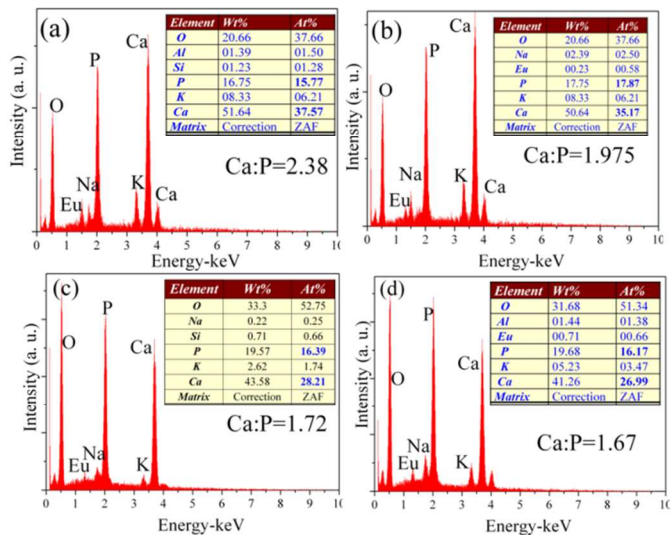 (a)
Element Wt% At%
O 20.66 37.66
Al 01.39 01.50
Si 01.23 01.28
P 16.75 15.77
K 08.33 06.21
Ca 51.64 37.57
Matrix Correction ZAF
Ca:P=2.38
O
Eu
Na
P
K
Ca
Ca
Intensity (a. u.)
0 2 4 6 8 10
Energy-keV
(b)
Element Wt% At%
O 20.66 37.66
Na 02.39 02.50
Eu 00.23 00.58
P 17.75 17.87
K 08.33 06.21
Ca 50.64 35.17
Matrix Correction ZAF
Ca:P=1.975
O
Eu
Na
P
K
Ca
Ca
Intensity (a. u.)
0 2 4 6 8 10
Energy-keV
(c)
Element Wt% At%
O 33.3 52.75
Na 0.22 0.25
Si 0.71 0.66
P 19.57 16.39
K 2.62 1.74
Ca 43.58 28.21
Matrix Correction ZAF
Ca:P=1.72
O
Eu
Na
P
K
Ca
Intensity (a. u.)
0 1 2 3 4 5 6 7 8 9 10
Energy-keV
(d)
Element Wt% At%
O 31.68 51.34
Al 01.44 01.38
Eu 00.71 00.66
P 19.68 16.17
K 05.23 03.47
Ca 41.26 26.99
Matrix Correction ZAF
Ca:P=1.67
O
Eu
Na
P
K
Ca
Intensity (a. u.)
0 1 2 3 4 5 6 7 8 9 10
Energy-keV